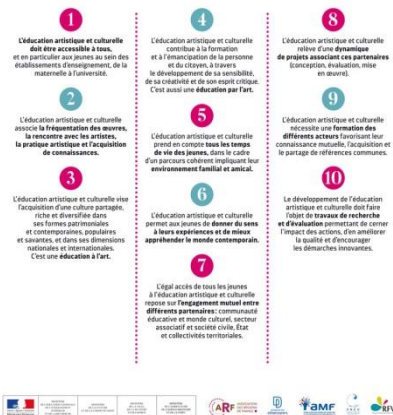 1
L'éducation artistique et culturelle
doit être accessible à tous,
et en particulier aux jeunes au sein des
établissements d'enseignement, de la
maternelle à l'université.
2
L'éducation artistique et culturelle
associe la fréquentation des œuvres,
la rencontre avec les artistes,
la pratique artistique et l'acquisition
de connaissances.
3
L'éducation artistique et culturelle vise
l'acquisition d'une culture partagée,
riche et diversifiée dans
ses formes patrimoniales
et contemporaines, populaires
et savantes, et dans ses dimensions
nationales et internationales.
C'est une éducation à l'art.
4
L'éducation artistique et culturelle
contribue à la formation
et à l'émancipation de la personne
et du citoyen, à travers
le développement de sa sensibilité,
de sa créativité et de son esprit critique.
C'est aussi une éducation par l'art.
5
L'éducation artistique et culturelle
prend en compte tous les temps
de vie des jeunes, dans le cadre
d'un parcours cohérent impliquant leur
environnement familial et amical.
6
L'éducation artistique et culturelle
permet aux jeunes de donner du sens
à leurs expériences et de mieux
appréhender le monde contemporain.
7
L'égal accès de tous les jeunes
à l'éducation artistique et culturelle
repose sur l'engagement mutuel entre
différents partenaires : communauté
éducative et monde culturel, secteur
associatif et société civile, État
et collectivités territoriales.
8
L'éducation artistique et culturelle
relève d'une dynamique
de projets associant ces partenaires
(conception, évaluation, mise
en œuvre).
9
L'éducation artistique et culturelle
nécessite une formation des
différents acteurs favorisant leur
connaissance mutuelle, l'acquisition et
le partage de références communes.
10
Le développement de l'éducation
artistique et culturelle doit faire
l'objet de travaux de recherche
et d'évaluation permettant de cerner
l'impact des actions, d'en améliorer
la qualité et d'encourager
les démarches innovantes.
ARF
AMF
RFVE